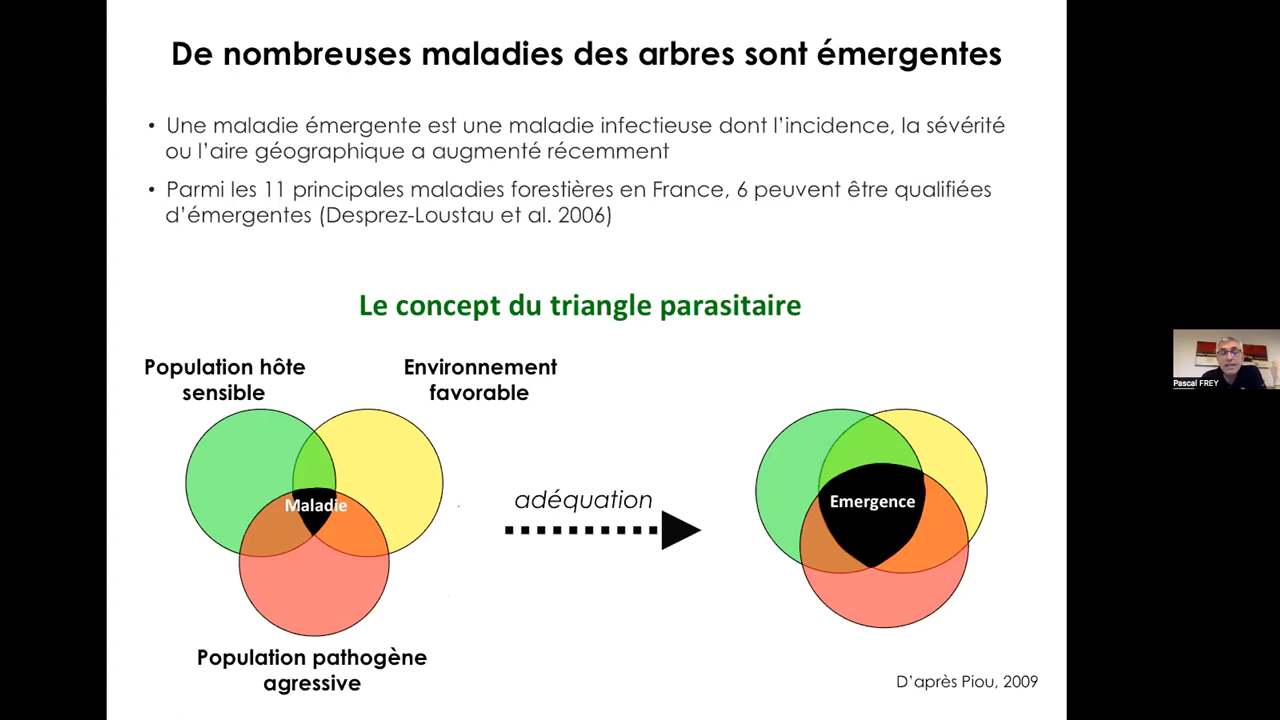 De nombreuses maladies des arbres sont émergentes
• Une maladie émergente est une maladie infectieuse dont l'incidence, la sévérité
ou l'aire géographique a augmenté récemment
• Parmi les 11 principales maladies forestières en France, 6 peuvent être qualifiées
d'émergentes (Desprez-Loustau et al. 2006)
Le concept du triangle parasitaire
Population hôte
sensible
Environnement
favorable
Maladie
adéquation
Emergence
Population pathogène
agressive
D'après Piou, 2009
Pascal FREY